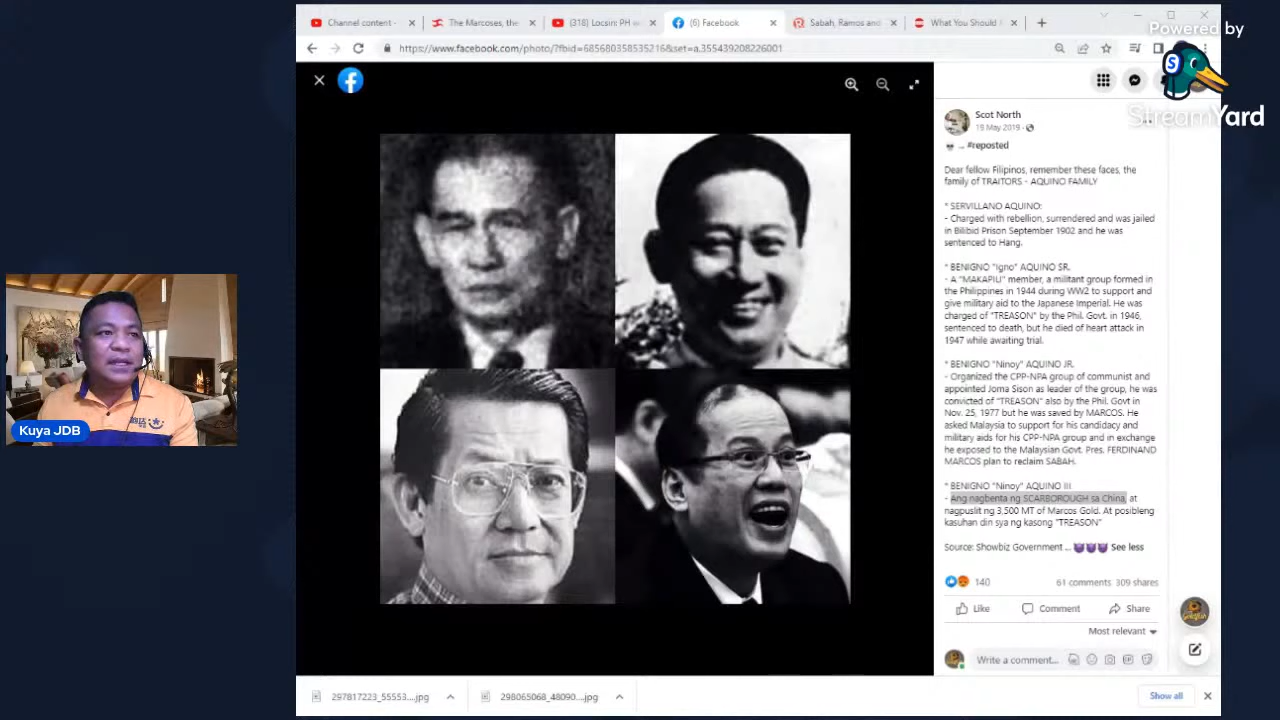 Channel content -
The Marcoses, the
(318) Locsin: PH w
(6) Facebook
Sabah, Ramos and
What You Should
https://www.facebook.com/photo/?fbid=685680358535216&set=a.355439208226001
Powered by
StreamYard
Scot North
19 May 2019
... #reposted
Dear fellow Filipinos, remember these faces, the
family of TRAITORS - AQUINO FAMILY
* SERVILLANO AQUINO:
- Charged with rebellion, surrendered and was jailed
in Bilibid Prison September 1902 and he was
sentenced to Hang.
* BENIGNO "Igno" AQUINO SR.
- A "MAKAPILI" member, a militant group formed in
the Philippines in 1944 during WW2 to support and
give military aid to the Japanese Imperial. He was
charged of "TREASON" by the Phil. Govt. in 1946,
sentenced to death, but he died of heart attack in
1947 while awaiting trial.
* BENIGNO "Ninoy" AQUINO JR.
- Organized the CPP-NPA group of communist and
appointed Joma Sison as leader of the group, he was
convicted of "TREASON" also by the Phil. Govt in
Nov. 25, 1977 but he was saved by MARCOS. He
asked Malaysia to support for his candidacy and
military aids for his CPP-NPA group and in exchange
he exposed to the Malaysian Govt. Pres. FERDINAND
MARCOS plan to reclaim SABAH.
* BENIGNO "Ninoy" AQUINO III
- Ang nagbenta ng SCARBOROUGH sa China, at
nagpuslit ng 3,500 MT of Marcos Gold. At posibleng
kasuhan din sya ng kasong "TREASON"
Source: Showbiz Government ... See less
140
61 comments 309 shares
Like
Comment
Share
Most relevant
Write a comment...
Kuya JDB
297817223_55553....jpg
298065068_48090....jpg
Show all